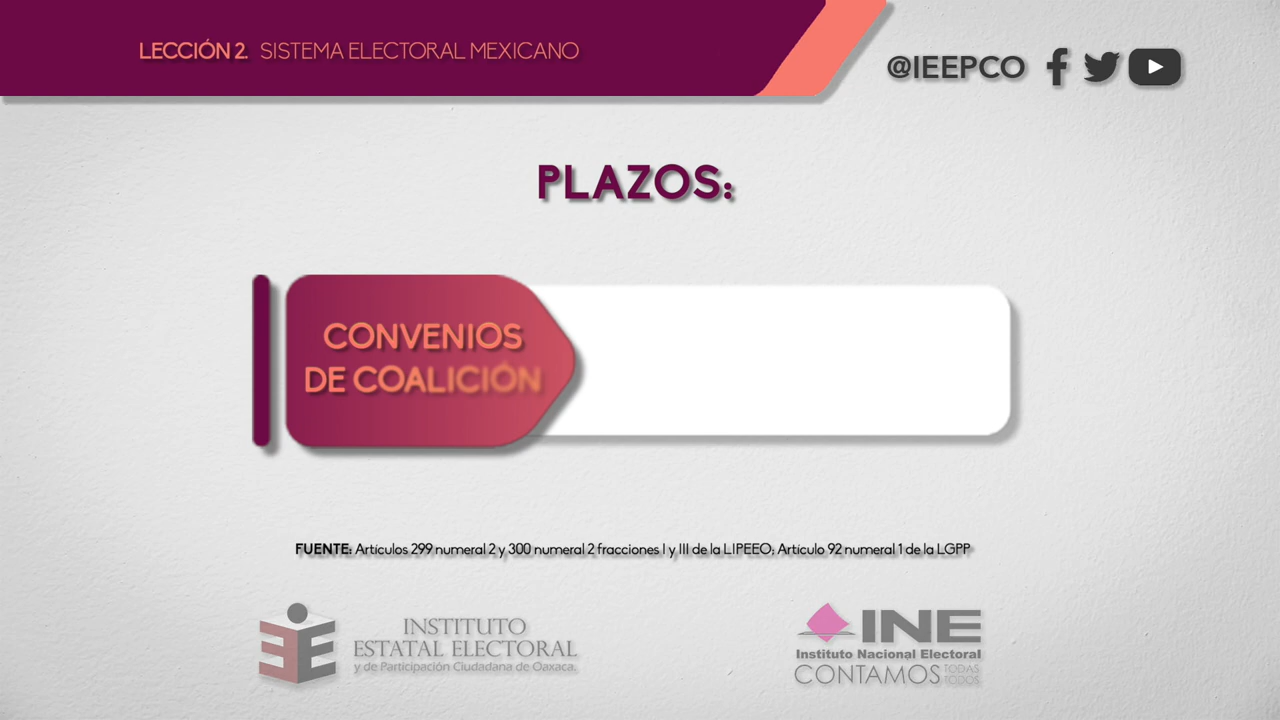 LECCIÓN 2. SISTEMA ELECTORAL MEXICANO
@IEEPCO
PLAZOS:
CONVENIOS
DE COALICIÓN
FUENTE: Artículos 299 numeral 2 y 300 numeral 2 fracciones I y III de la LIPEEO; Artículo 92 numeral 1 de la LGPP
INSTITUTO
ESTATAL ELECTORAL
y de Participación Ciudadana de Oaxaca.
INE
Instituto Nacional Electoral
CONTAMOS TODAS
TODOS